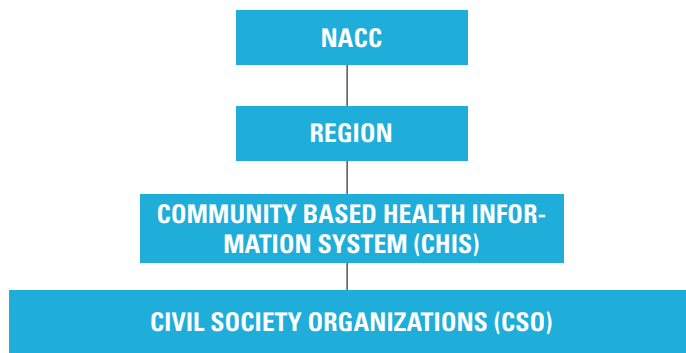 NACC
REGION
COMMUNITY BASED HEALTH INFOR-
MATION SYSTEM (CHIS)
CIVIL SOCIETY ORGANIZATIONS (CSO)